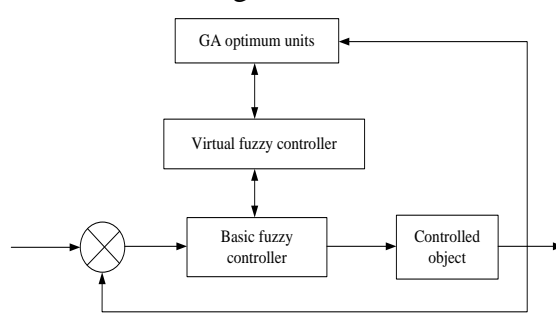 GA optimum units
Virtual fuzzy controller
Basic fuzzy
controller
Controlled
object